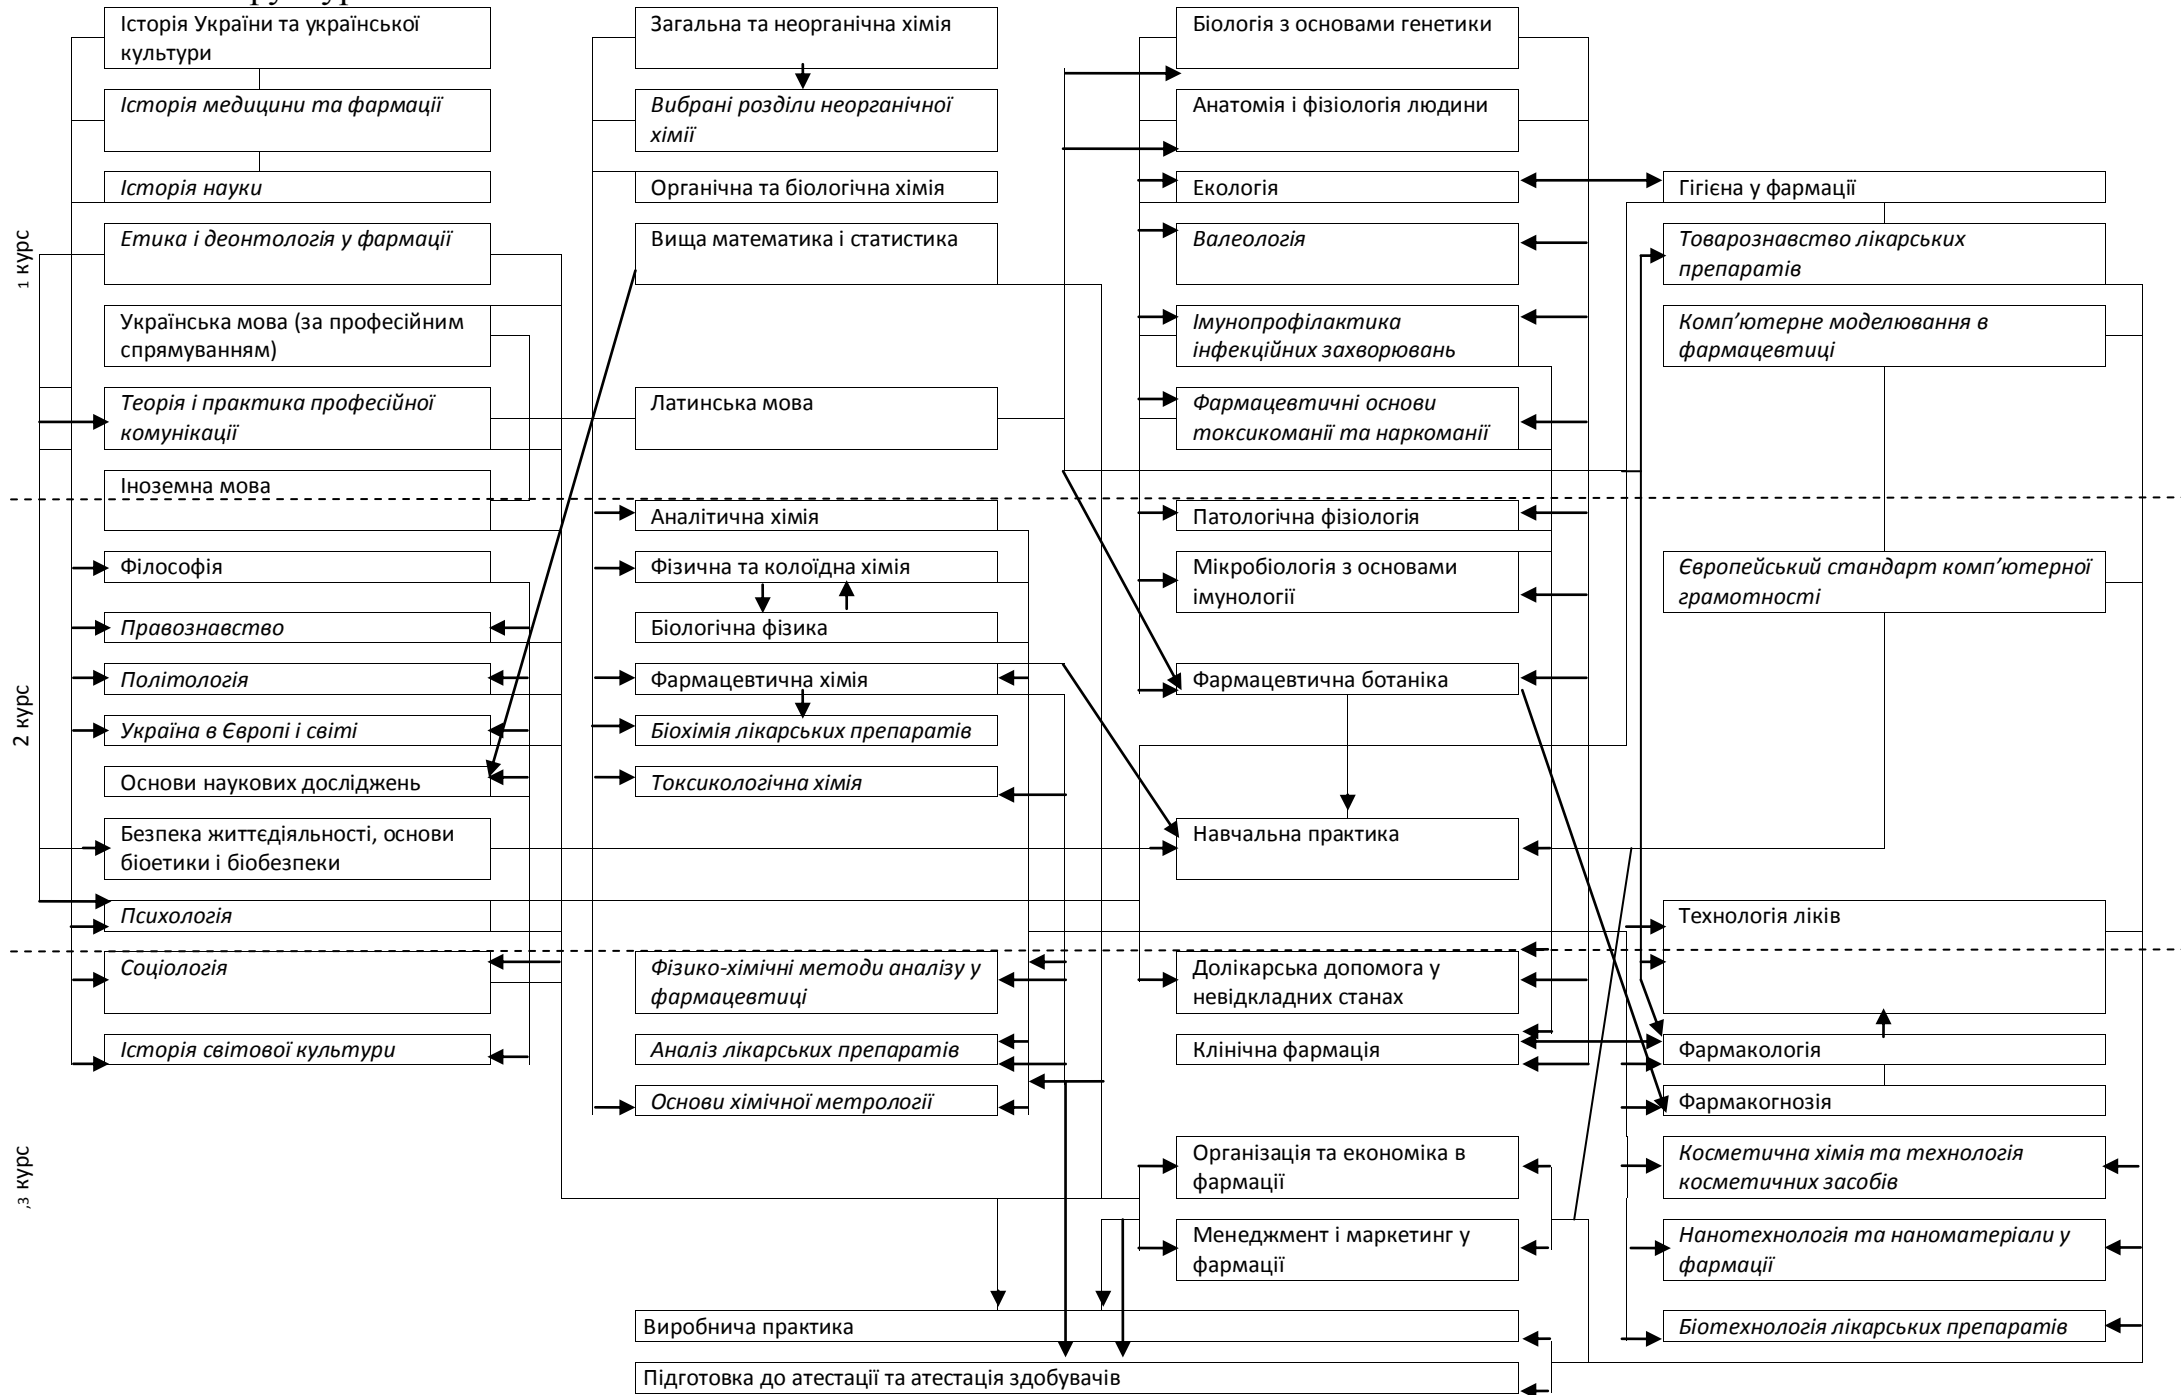 Історія України та української
культури
Історія медицини та фармації
Історія науки
Етика і деонтологія у фармації
Українська мова (за професійним
спрямуванням)
Теорія і практика професійної
комунікації
Іноземна мова
Філософія
Правознавство
Політологія
Україна в Європі і світі
Основи наукових досліджень
Безпека життєдіяльності, основи
біоетики і біобезпеки
Психологія
Соціологія
Історія світової культури
Загальна та неорганічна хімія
Вибрані розділи неорганічної
хімії
Органічна та біологічна хімія
Вища математика і статистика
Латинська мова
Аналітична хімія
Фізична та колоїдна хімія
Біологічна фізика
Фармацевтична хімія
Біохімія лікарських препаратів
Токсикологічна хімія
Фізико-хімічні методи аналізу у
фармацевтиці
Аналіз лікарських препаратів
Основи хімічної метрології
Біологія з основами генетики
Анатомія і фізіологія людини
Екологія
Валеологія
Імунопрофілактика
інфекційних захворювань
Фармацевтичні основи
токсикоманії та наркоманії
Патологічна фізіологія
Мікробіологія з основами
імунології
Фармацевтична ботаніка
Навчальна практика
Долікарська допомога у
невідкладних станах
Клінічна фармація
Організація та економіка в
фармації
Менеджмент і маркетинг у
фармації
Гігієна у фармації
Товарознавство лікарських
препаратів
Комп’ютерне моделювання в
фармацевтиці
Європейський стандарт комп’ютерної
грамотності
Технологія ліків
Фармакологія
Фармакогнозія
Косметична хімія та технологія
косметичних засобів
Нанотехнологія та наноматеріали у
фармації
Біотехнологія лікарських препаратів
Виробнича практика
Підготовка до атестації та атестація здобувачів
1 курс
2 курс
,3 курс